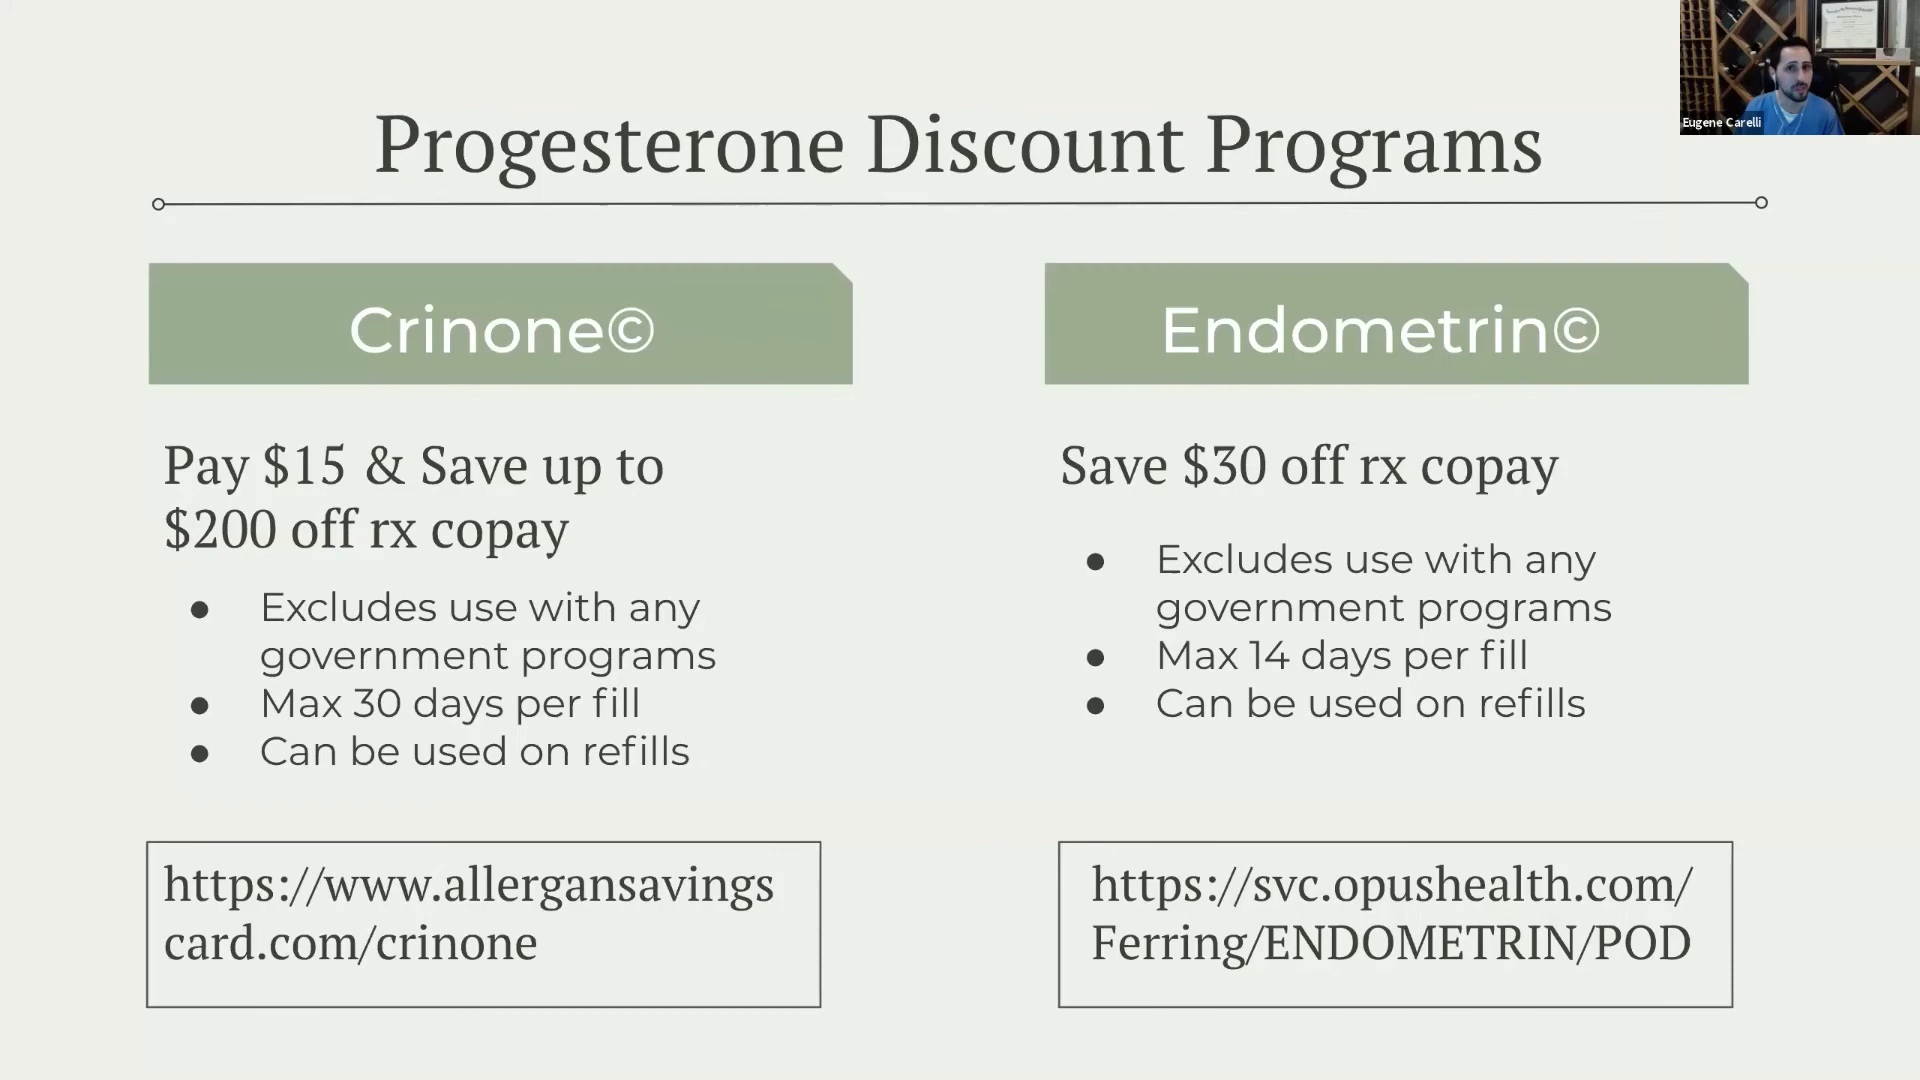 Progesterone Discount Programs
Eugene Carelli
Crinone©
Pay $15 & Save up to
$200 off rx copay
● Excludes use with any
government programs
● Max 30 days per fill
● Can be used on refills
https://www.allergansavings
card.com/crinone
Endometrin©
Save $30 off rx copay
● Excludes use with any
government programs
● Max 14 days per fill
● Can be used on refills
https://svc.opushealth.com/
Ferring/ENDOMETRIN/POD